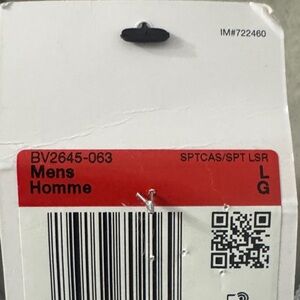 IM#722460
BV2645-063
SPTCAS/SPT LSR
Mens
L
Homme
G